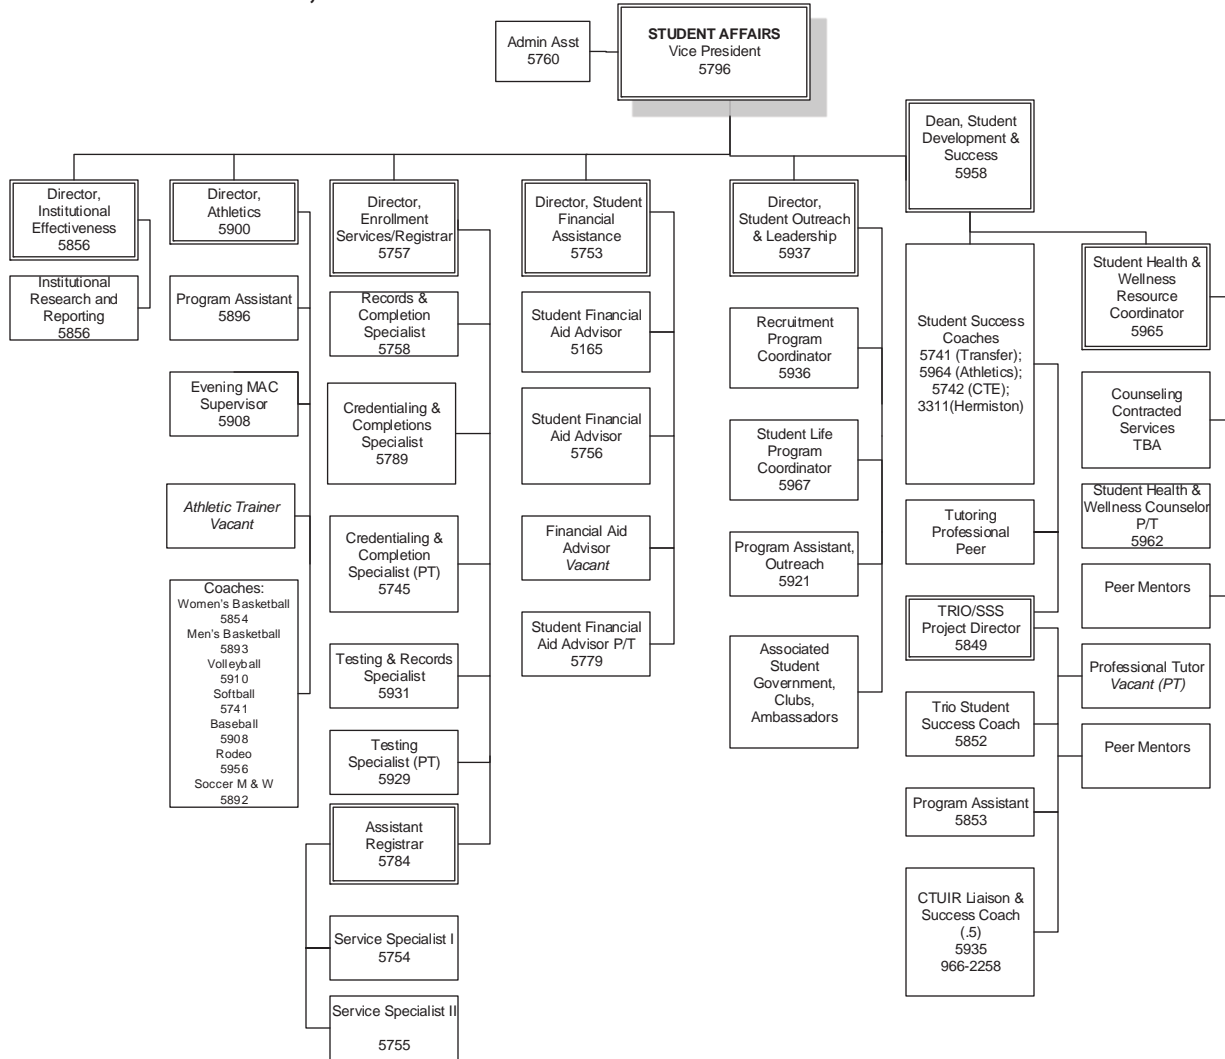 Admin Asst
5760
STUDENT AFFAIRS
Vice President
5796
Dean, Student
Development &
Success
5958
Director,
Institutional
Effectiveness
5856
Institutional
Research and
Reporting
5856
Director,
Athletics
5900
Program Assistant
5896
Evening MAC
Supervisor
5908
Athletic Trainer
Vacant
Coaches:
Women's Basketball
5854
Men's Basketball
5893
Volleyball
5910
Softball
5741
Baseball
5908
Rodeo
5956
Soccer M & W
5892
Director,
Enrollment
Services/Registrar
5757
Records &
Completion
Specialist
5758
Credentialing &
Completions
Specialist
5789
Credentialing &
Completion
Specialist (PT)
5745
Testing & Records
Specialist
5931
Testing
Specialist (PT)
5929
Assistant
Registrar
5784
Service Specialist I
5754
Service Specialist II
5755
Director, Student
Financial
Assistance
5753
Student Financial
Aid Advisor
5165
Student Financial
Aid Advisor
5756
Financial Aid
Advisor
Vacant
Student Financial
Aid Advisor P/T
5779
Director,
Student Outreach
& Leadership
5937
Recruitment
Program
Coordinator
5936
Student Life
Program
Coordinator
5967
Program Assistant,
Outreach
5921
Associated
Student
Government,
Clubs,
Ambassadors
Student Success
Coaches
5741 (Transfer);
5964 (Athletics);
5742 (CTE);
3311(Hermiston)
Tutoring
Professional
Peer
TRIO/SSS
Project Director
5849
Trio Student
Success Coach
5852
Program Assistant
5853
CTUIR Liaison &
Success Coach
(.5)
5935
966-2258
Student Health &
Wellness
Resource
Coordinator
5965
Counseling
Contracted
Services
TBA
Student Health &
Wellness Counselor
P/T
5962
Peer Mentors
Professional Tutor
Vacant (PT)
Peer Mentors